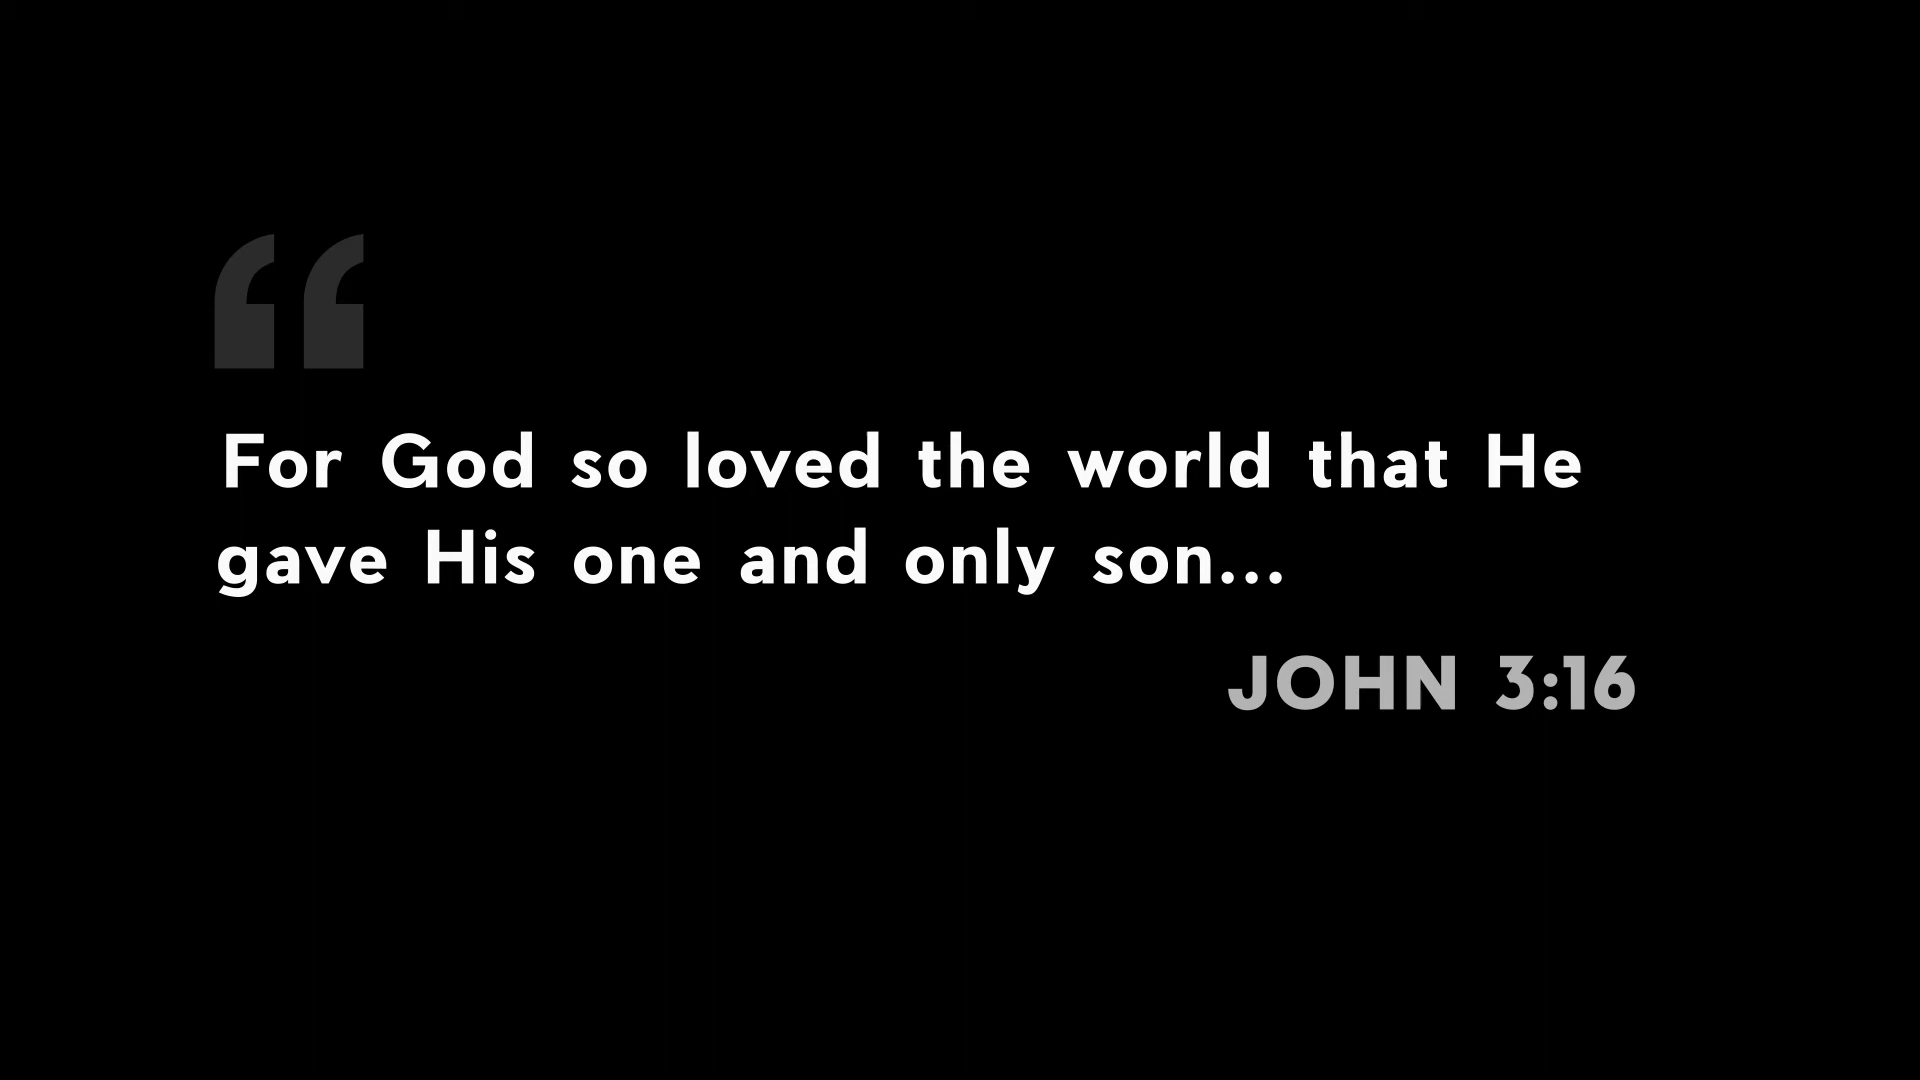 “
For God so loved the world that He
gave His one and only son...
JOHN 3:16